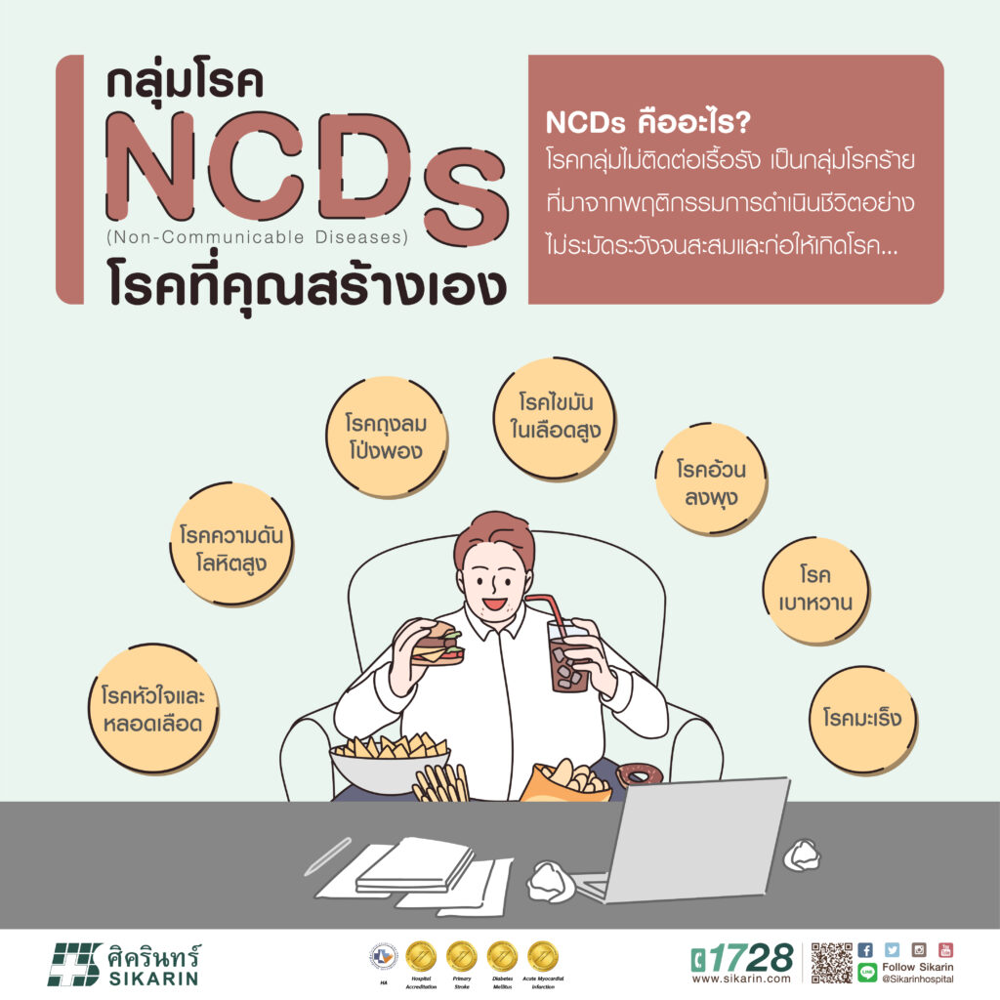 กลุ่มโรค
NCDs
(Non-Communicable Diseases)
โรคที่คุณสร้างเอง
NCDs คืออะไร?
โรคกลุ่มไม่ติดต่อเรื้อรัง เป็นกลุ่มโรคร้าย
ที่มาจากพฤติกรรมการดำเนินชีวิตอย่าง
ไม่ระมัดระวังจนสะสมและก่อให้เกิดโรค...
โรคหัวใจและ
หลอดเลือด
โรคความดัน
โลหิตสูง
โรคถุงลม
โป่งพอง
โรคไขมัน
ในเลือดสูง
โรคอ้วน
ลงพุง
โรค
เบาหวาน
โรคมะเร็ง
ศิครินทร์
SIKARIN
HA
Hospital
Accreditation
Primary
Stroke
Diabetes
Mellitus
Acute Myocardial
Infarction
1728
www.sikarin.com
LINE
Follow Sikarin
@Sikarinhospital